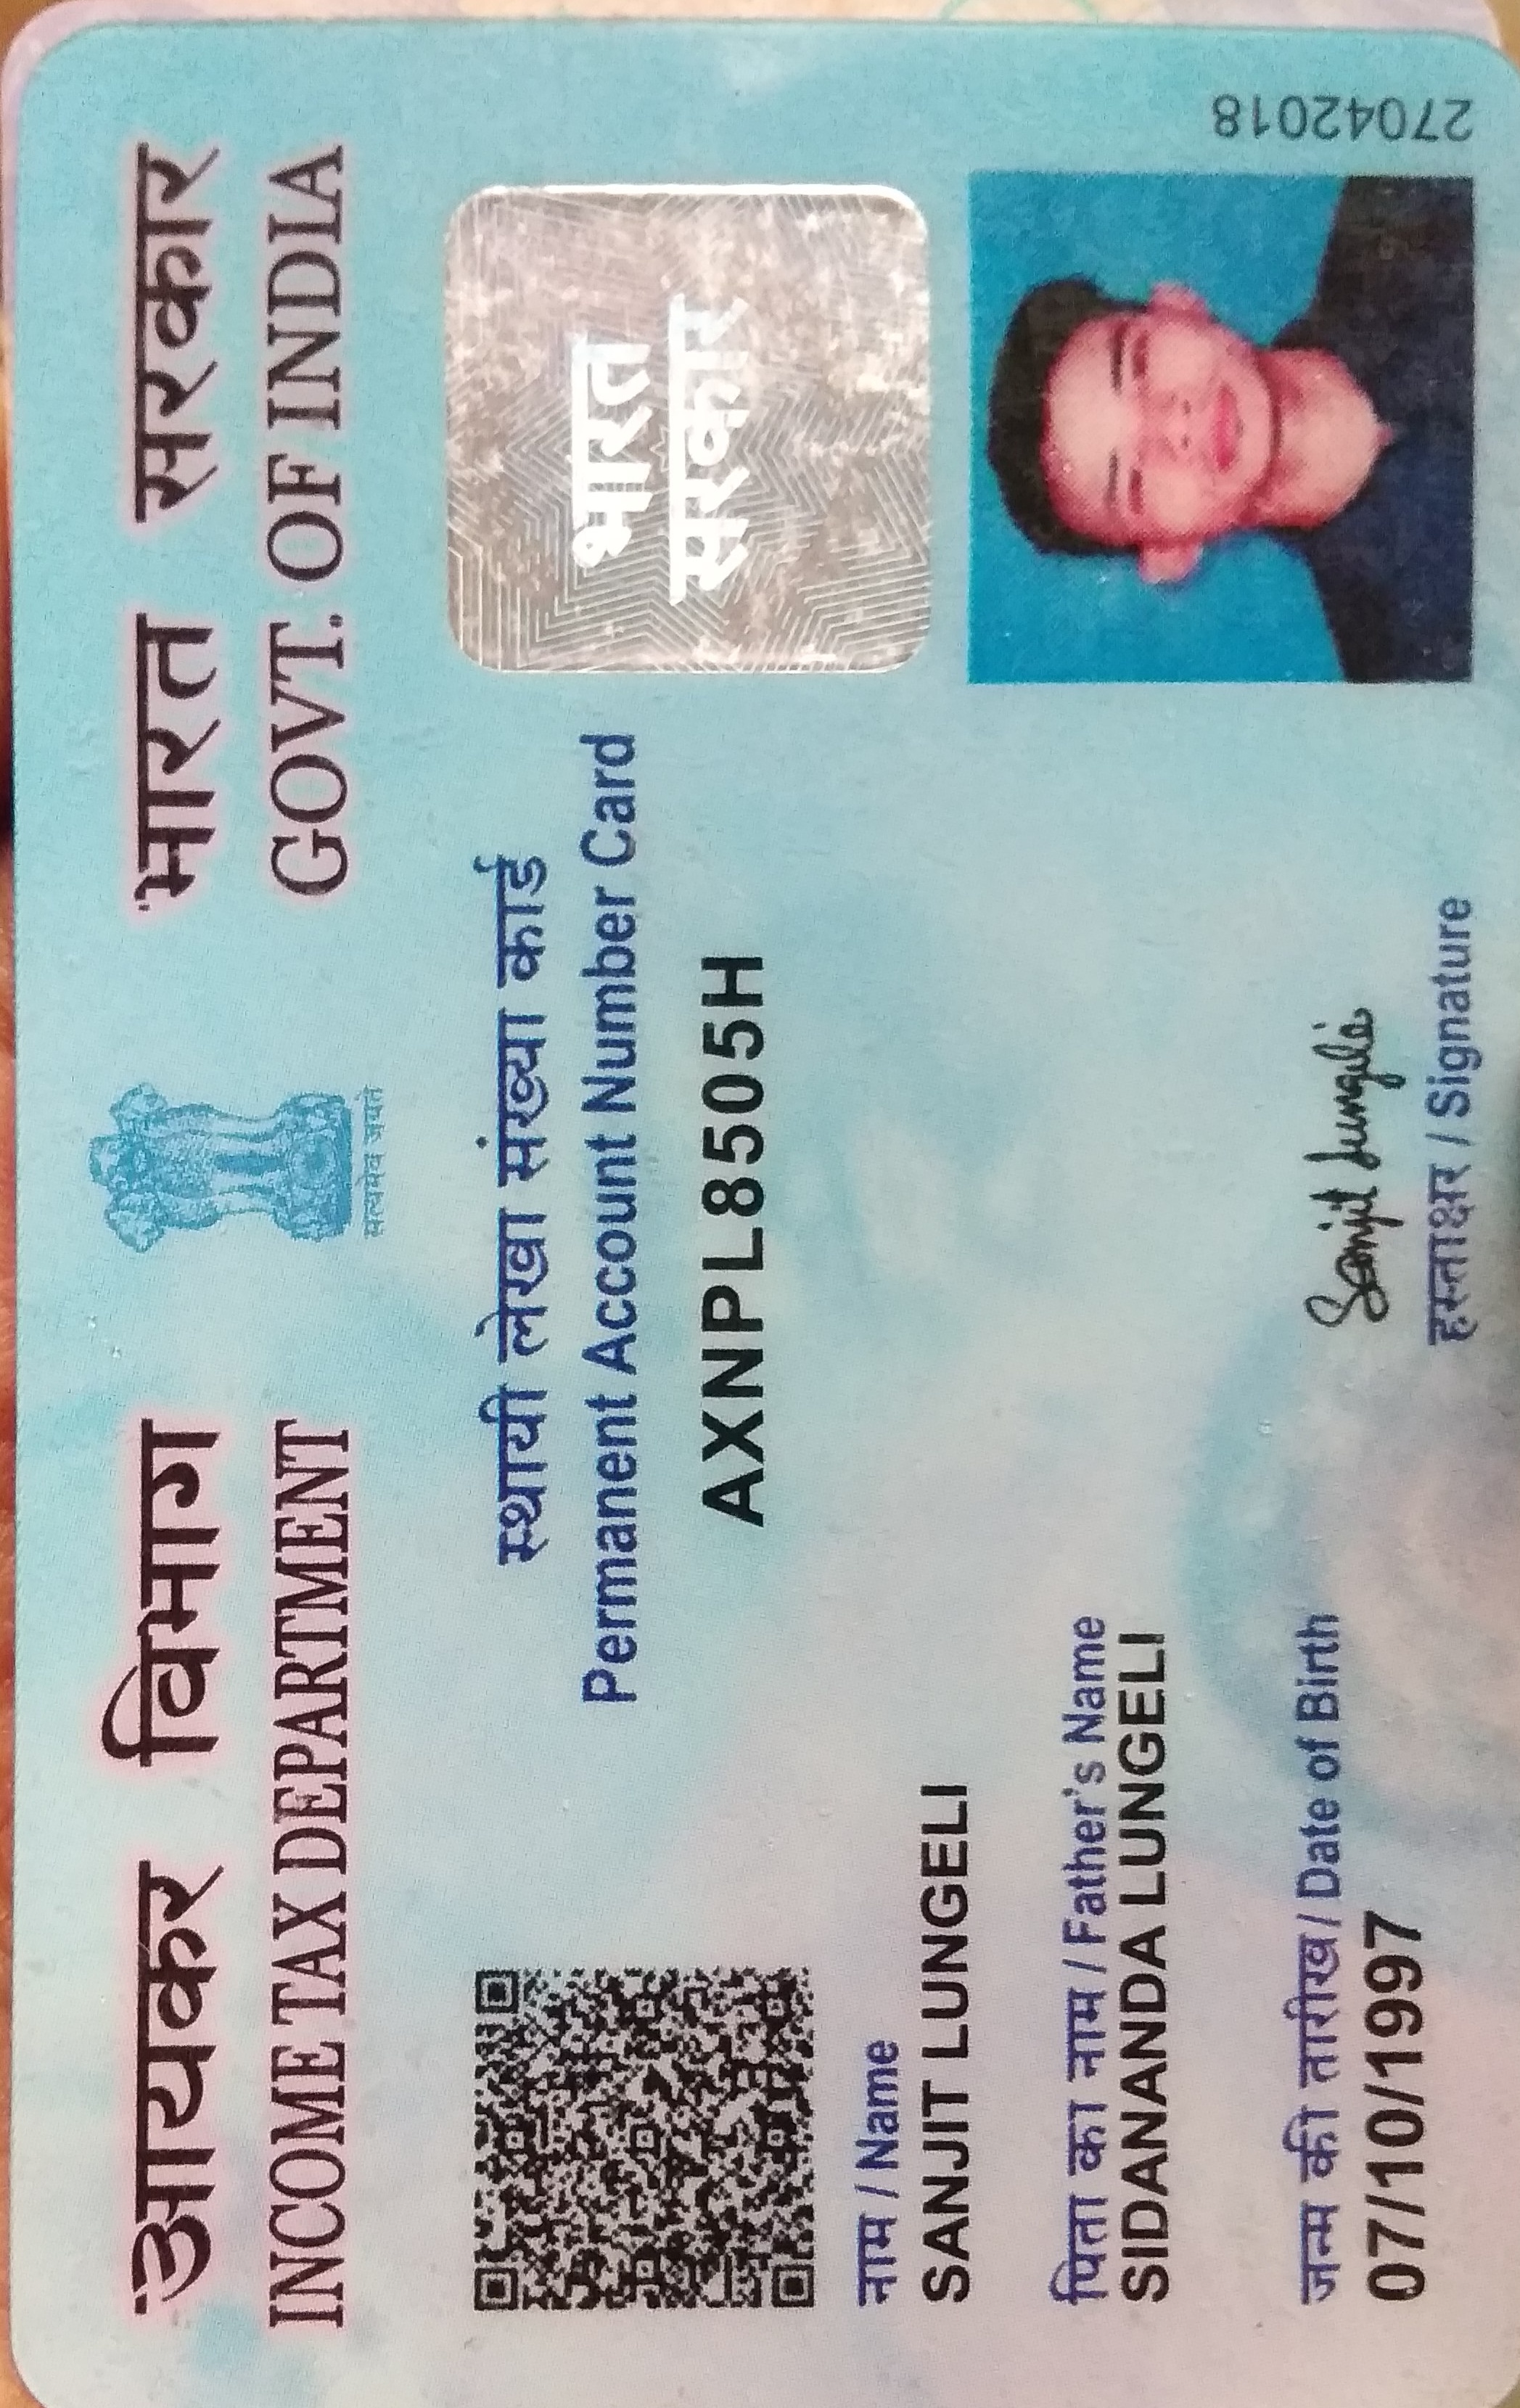 आयकर विभाग
INCOME TAX DEPARTMENT
सत्यमेव जयते
भारत सरकार
GOVT. OF INDIA
स्थायी लेखा संख्या कार्ड
Permanent Account Number Card
AXNPL8505H
भारत
सरकार
नाम / Name
SANJIT LUNGELI
पिता का नाम / Father's Name
SIDANANDA LUNGELI
जन्म की तारीख / Date of Birth
07/10/1997
Sanjit Lungeli
हस्ताक्षर / Signature
27042018